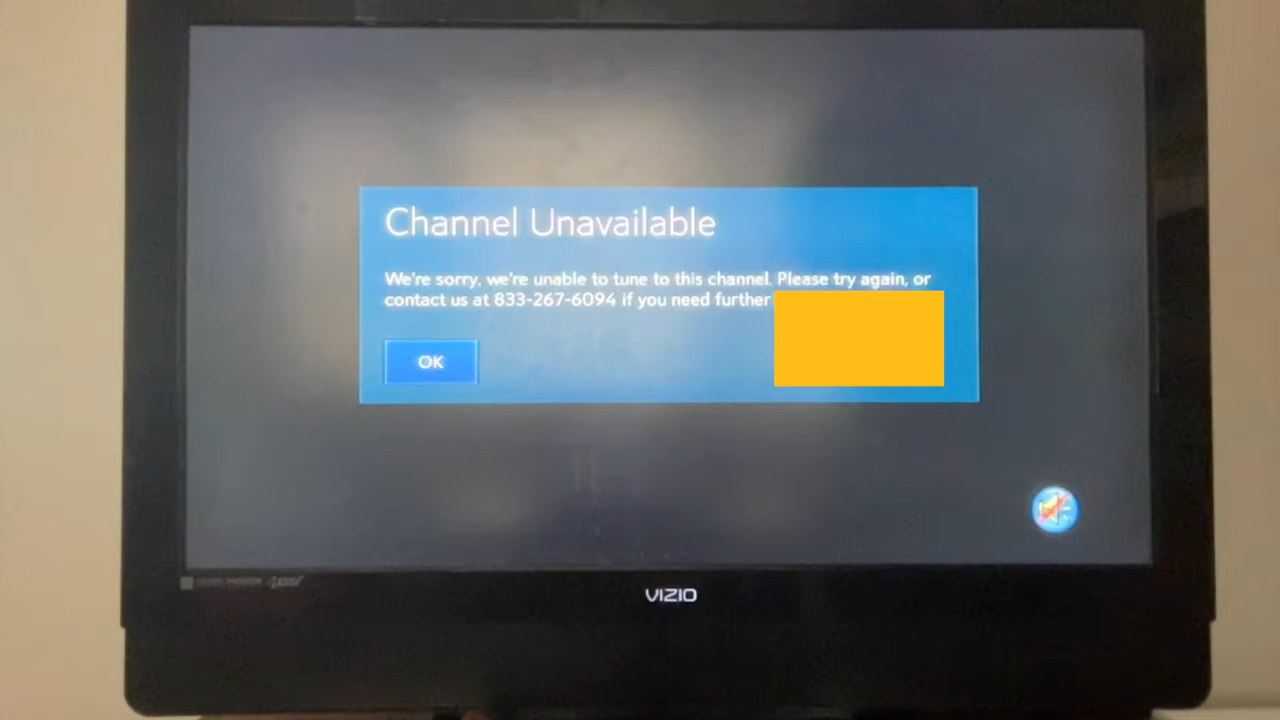 Channel Unavailable
We're sorry, we're unable to tune to this channel. Please try again, or
contact us at 833-267-6094 if you need further
OK
VIZIO